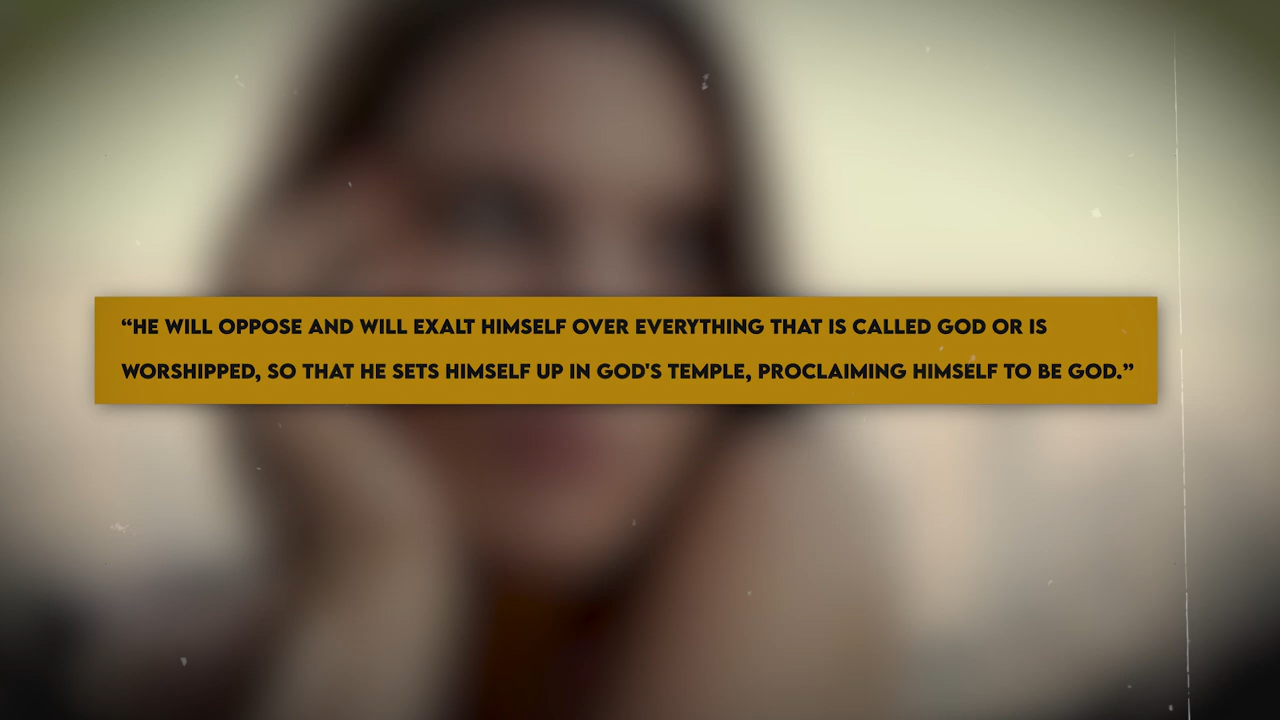 “HE WILL OPPOSE AND WILL EXALT HIMSELF OVER EVERYTHING THAT IS CALLED GOD OR IS
WORSHIPPED, SO THAT HE SETS HIMSELF UP IN GOD'S TEMPLE, PROCLAIMING HIMSELF TO BE GOD.”